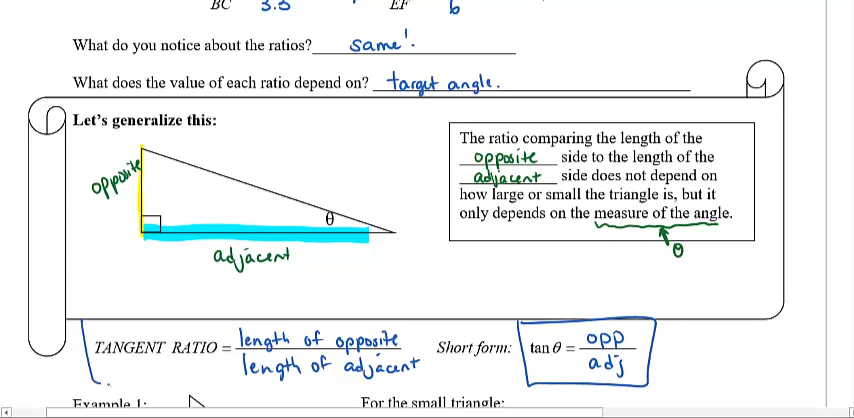 BC 3.5 EF 6
What do you notice about the ratios? same!
What does the value of each ratio depend on? target angle.
Let's generalize this:
The ratio comparing the length of the
opposite side to the length of the
adjacent side does not depend on
how large or small the triangle is, but it
only depends on the measure of the angle.
θ
opposite
θ
adjacent
TANGENT RATIO = length of opposite / length of adjacent Short form: tan θ = opp / adj
Example 1: For the small triangle: